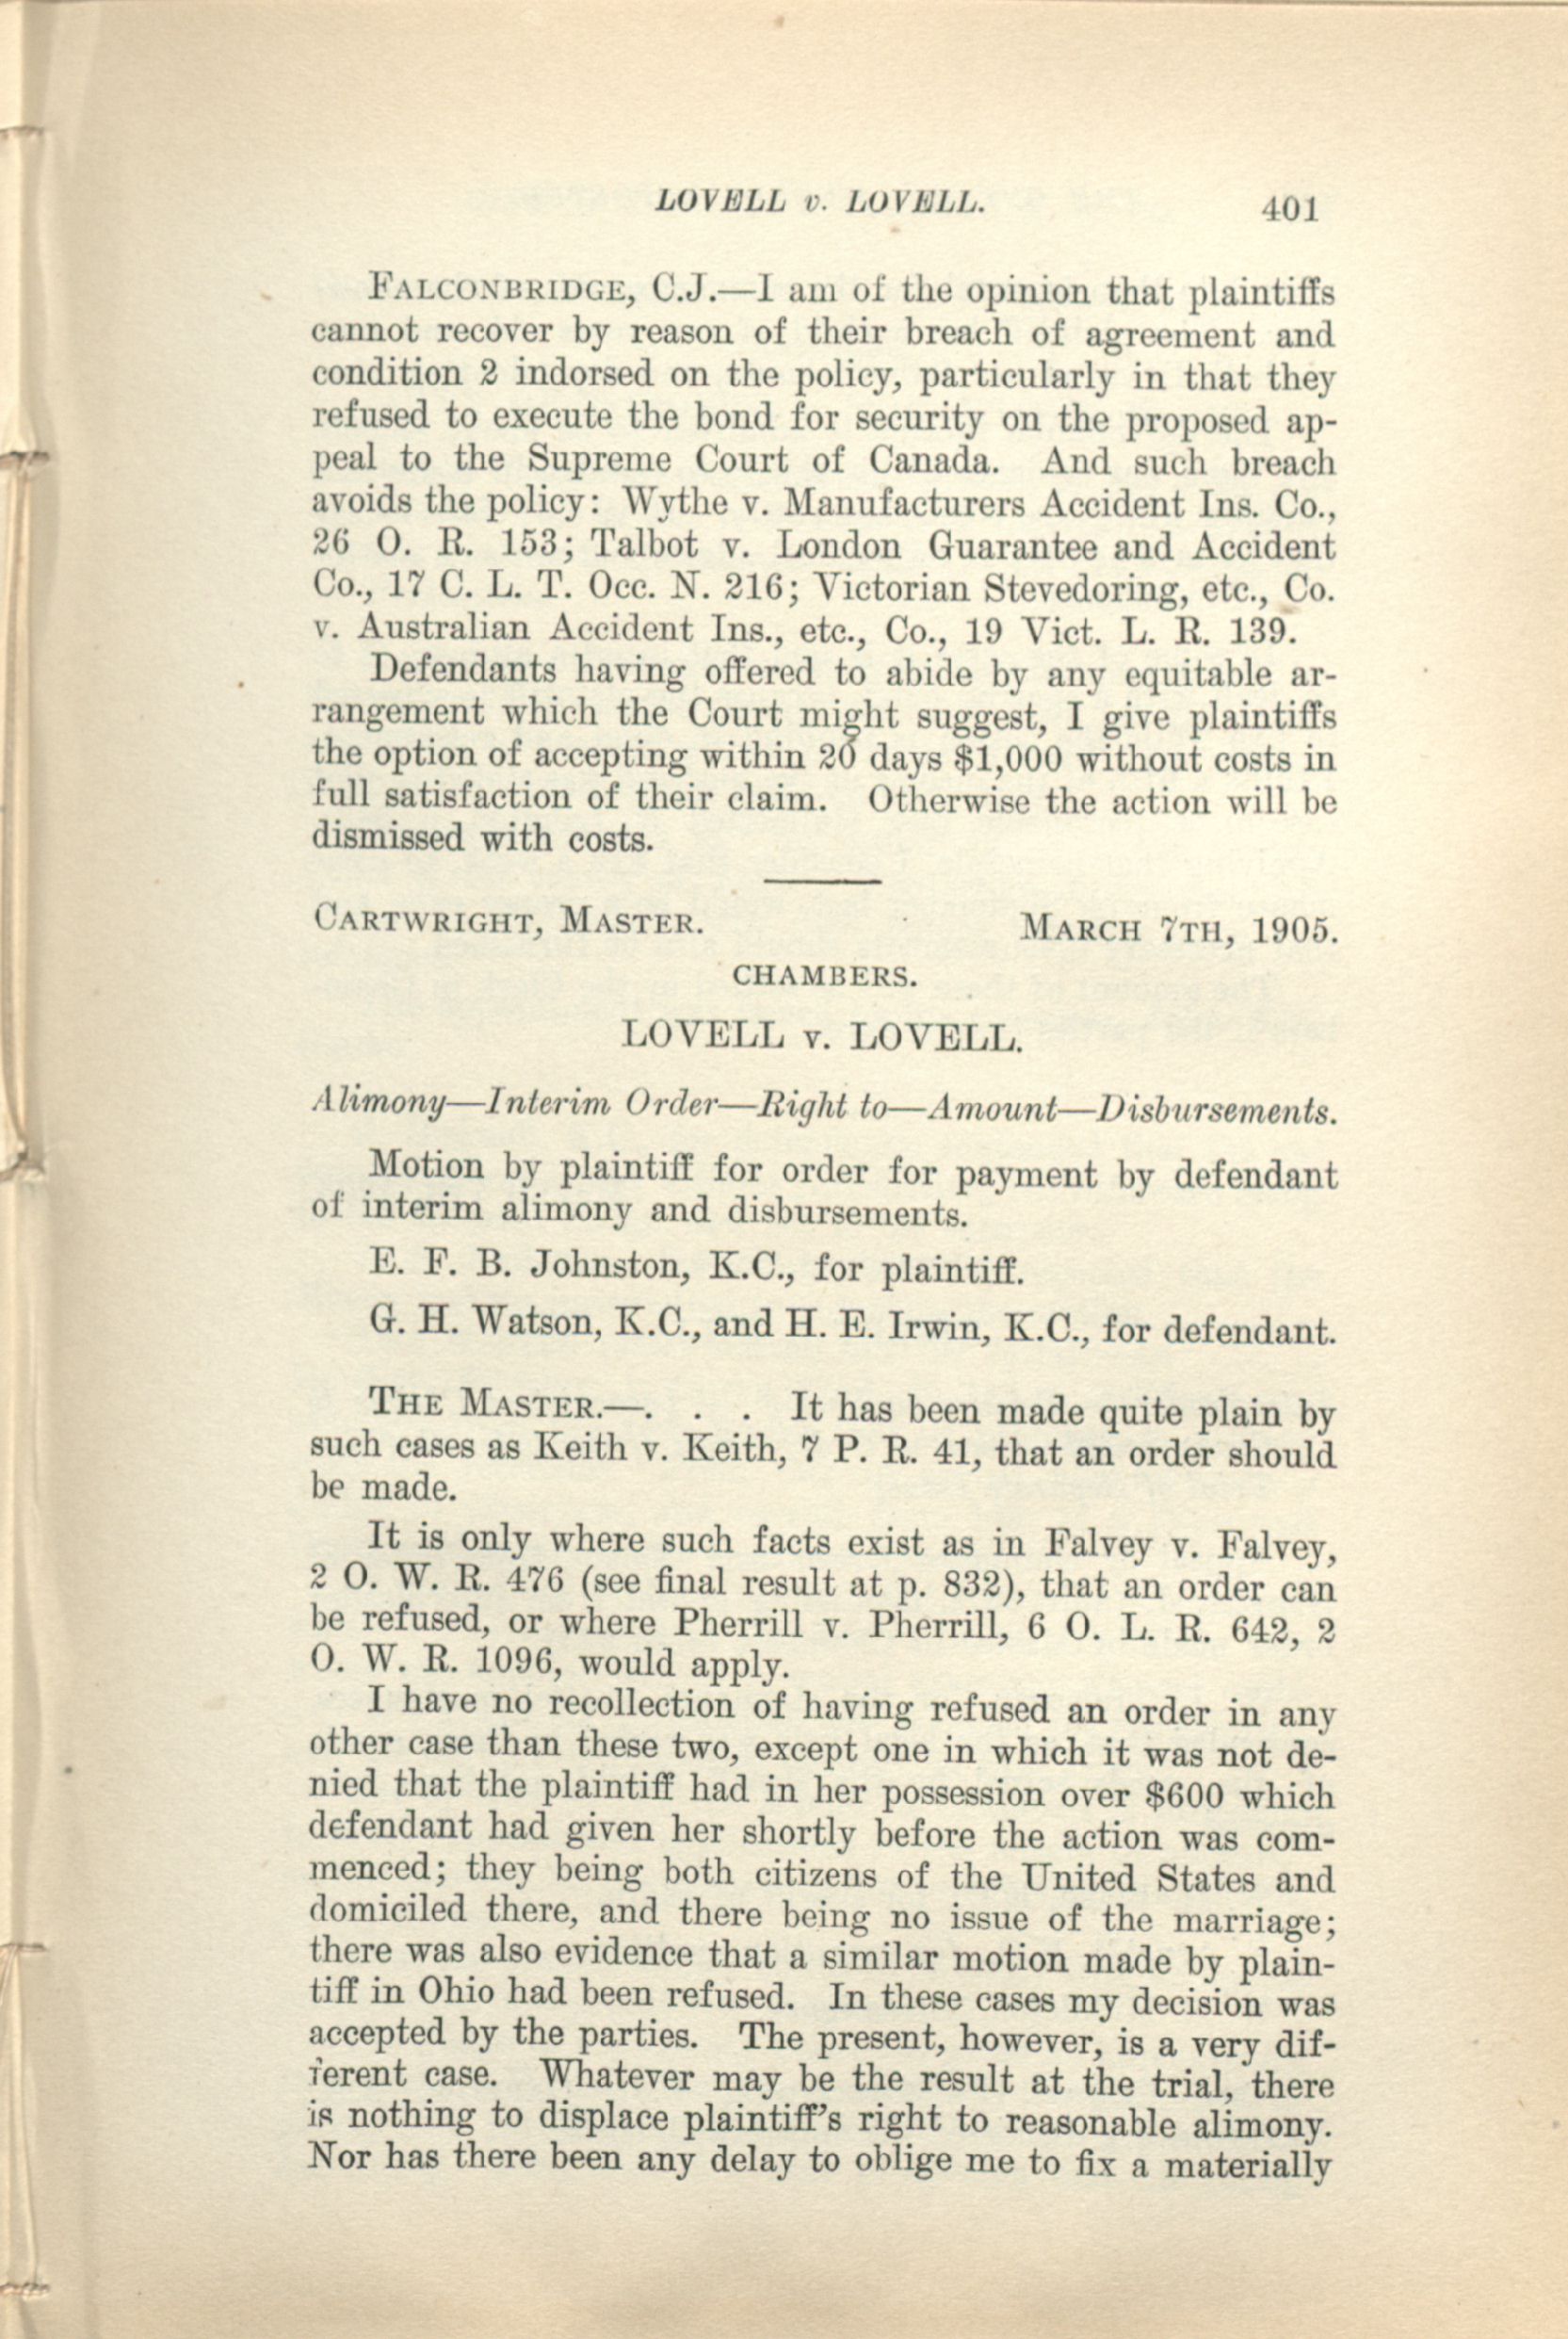 LOVELL v. LOVELL. 401
FALCONBRIDGE, C.J.—I am of the opinion that plaintiffs
cannot recover by reason of their breach of agreement and
condition 2 indorsed on the policy, particularly in that they
refused to execute the bond for security on the proposed ap-
peal to the Supreme Court of Canada. And such breach
avoids the policy: Wythe v. Manufacturers Accident Ins. Co.,
26 O. R. 153; Talbot v. London Guarantee and Accident
Co., 17 C. L. T. Occ. N. 216; Victorian Stevedoring, etc., Co.
v. Australian Accident Ins., etc., Co., 19 Vict. L. R. 139.
Defendants having offered to abide by any equitable ar-
rangement which the Court might suggest, I give plaintiffs
the option of accepting within 20 days $1,000 without costs in
full satisfaction of their claim. Otherwise the action will be
dismissed with costs.
CARTWRIGHT, MASTER. MARCH 7TH, 1905.
CHAMBERS.
LOVELL v. LOVELL.
Alimony—Interim Order—Right to—Amount—Disbursements.
Motion by plaintiff for order for payment by defendant
of interim alimony and disbursements.
E. F. B. Johnston, K.C., for plaintiff.
G. H. Watson, K.C., and H. E. Irwin, K.C., for defendant.
THE MASTER.—. . . It has been made quite plain by
such cases as Keith v. Keith, 7 P. R. 41, that an order should
be made.
It is only where such facts exist as in Falvey v. Falvey,
2 O. W. R. 476 (see final result at p. 832), that an order can
be refused, or where Pherrill v. Pherrill, 6 O. L. R. 642, 2
O. W. R. 1096, would apply.
I have no recollection of having refused an order in any
other case than these two, except one in which it was not de-
nied that the plaintiff had in her possession over $600 which
defendant had given her shortly before the action was com-
menced; they being both citizens of the United States and
domiciled there, and there being no issue of the marriage;
there was also evidence that a similar motion made by plain-
tiff in Ohio had been refused. In these cases my decision was
accepted by the parties. The present, however, is a very dif-
ferent case. Whatever may be the result at the trial, there
is nothing to displace plaintiff's right to reasonable alimony.
Nor has there been any delay to oblige me to fix a materially